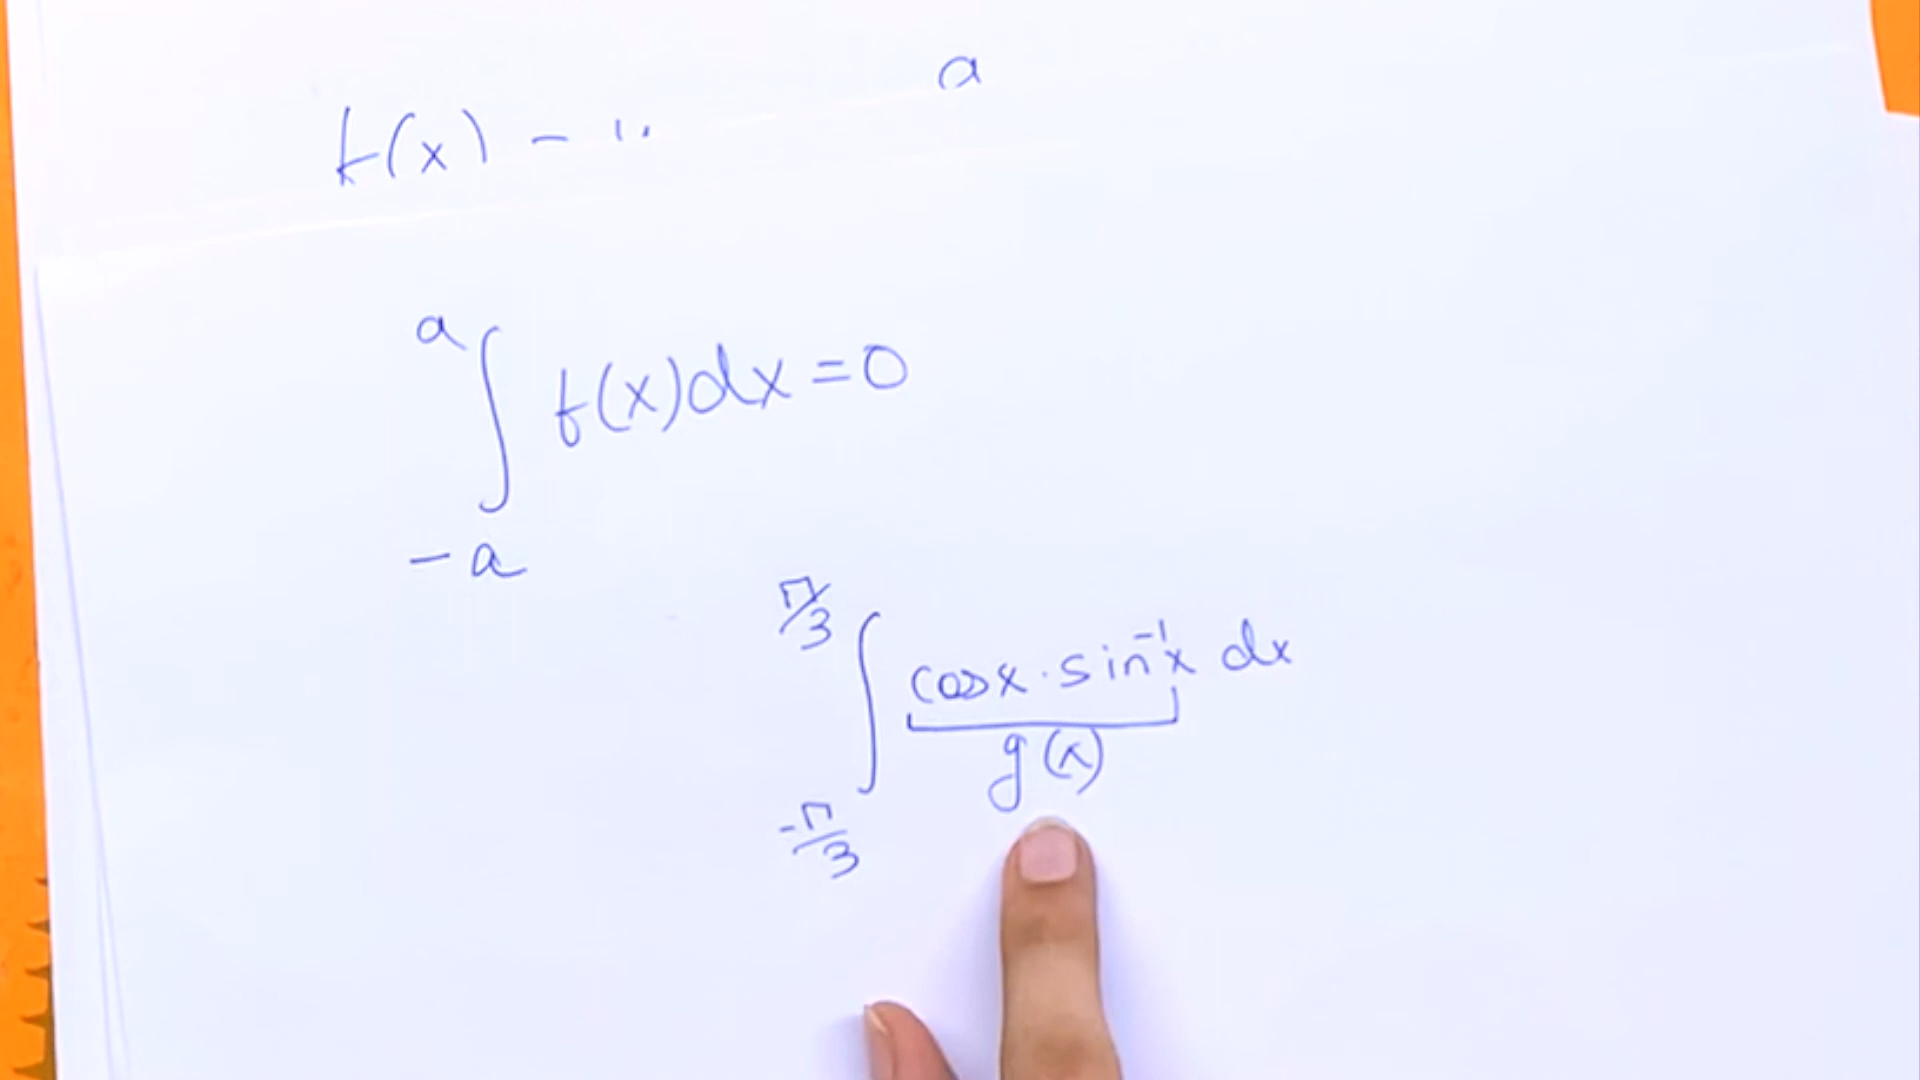 a
f(x) - ..
a
∫ f(x)dx = 0
-a
π/3
∫ cosx · sin⁻¹x dx
g(x)
-π/3